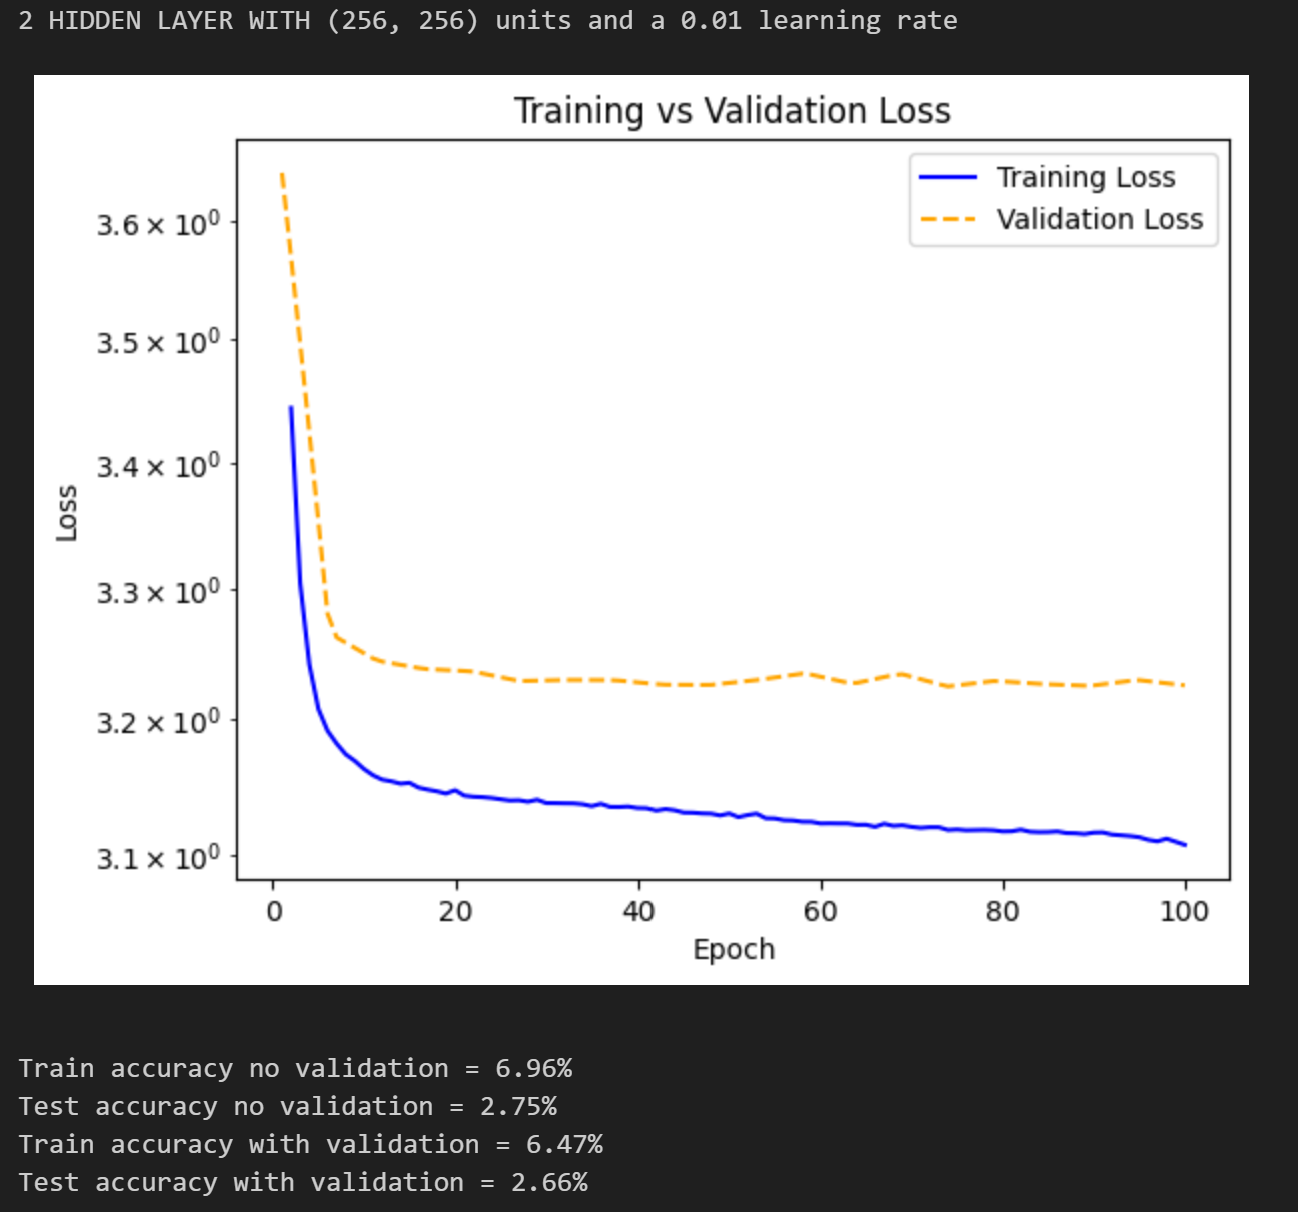 2 HIDDEN LAYER WITH (256, 256) units and a 0.01 learning rate
Training vs Validation Loss
Training Loss
Validation Loss
3.6 × 10⁰
3.5 × 10⁰
3.4 × 10⁰
3.3 × 10⁰
3.2 × 10⁰
3.1 × 10⁰
Loss
0 20 40 60 80 100
Epoch
Train accuracy no validation = 6.96%
Test accuracy no validation = 2.75%
Train accuracy with validation = 6.47%
Test accuracy with validation = 2.66%